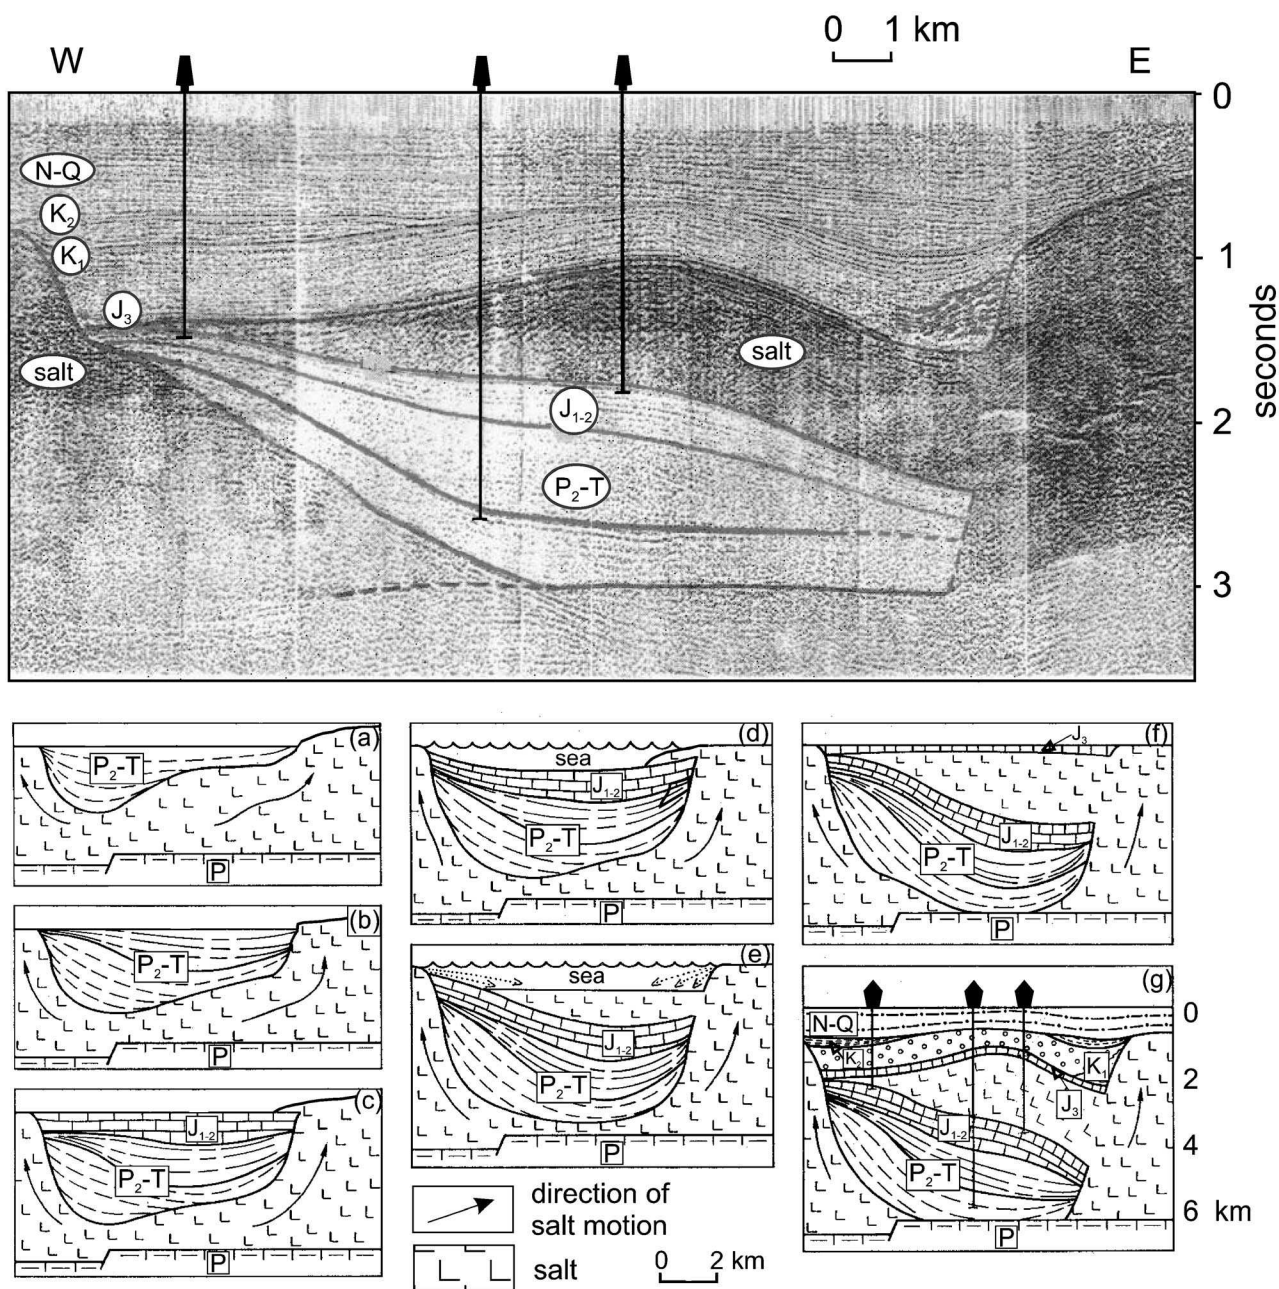 0 1 km
W
E
0
N-Q
K₂
K₁
1
J₃
salt
salt
seconds
J₁₋₂
2
P₂-T
3
(a)
P₂-T
P
(b)
P₂-T
P
(c)
J₁₋₂
P₂-T
P
(d)
sea
J₁₋₂
P₂-T
P
(e)
sea
J₁₋₂
P₂-T
P
direction of
salt motion
salt
0 2 km
(f)
J₃
J₁₋₂
P₂-T
P
(g)
N-Q
0
K₂
K₁
2
J₃
J₁₋₂
4
P₂-T
6 km
P